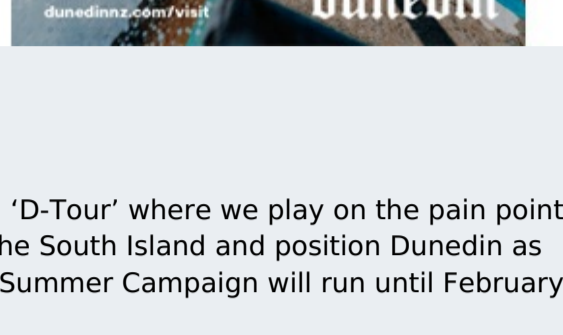 dunedinnz.com/visit
dunedin
‘D-Tour’ where we play on the pain point
he South Island and position Dunedin as
Summer Campaign will run until February